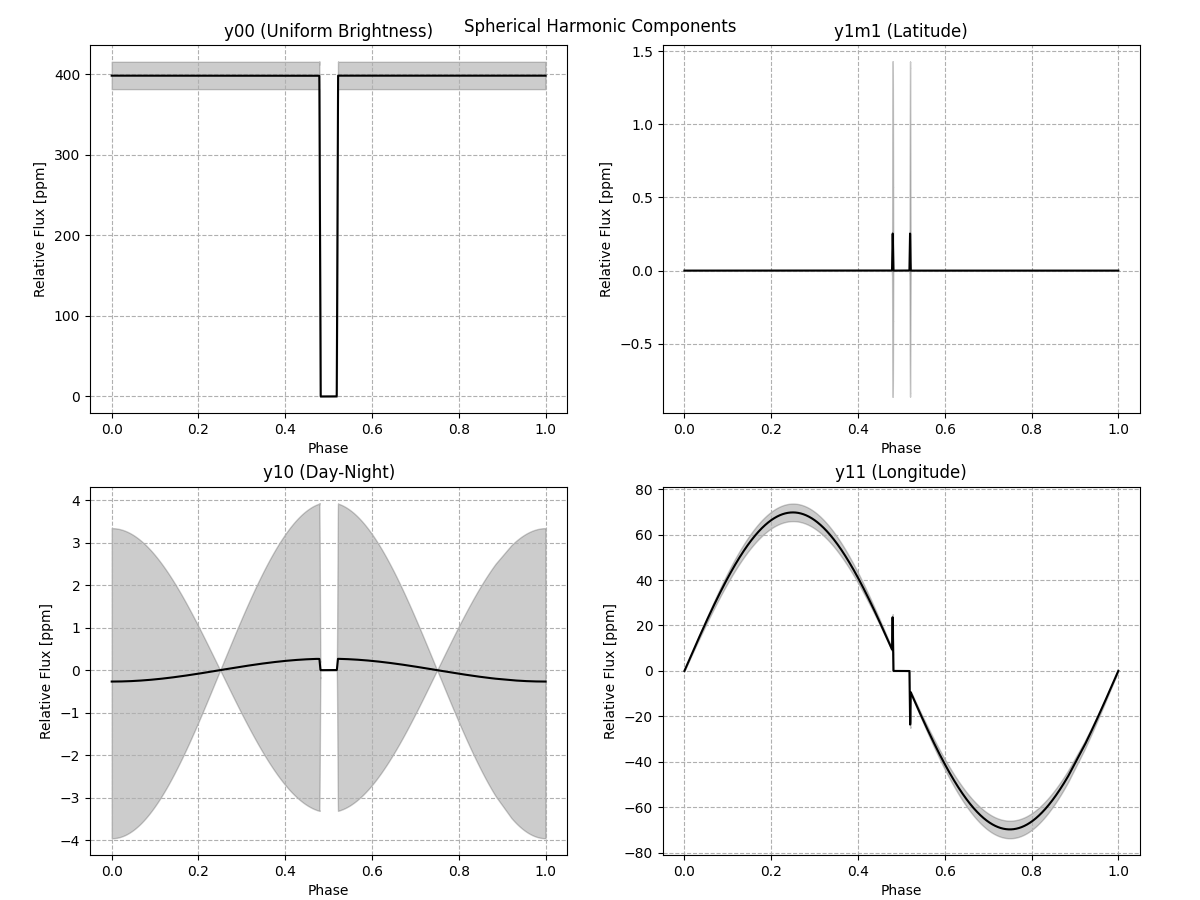 Spherical Harmonic Components
y00 (Uniform Brightness)
Relative Flux [ppm]
400
300
200
100
0
0.0 0.2 0.4 0.6 0.8 1.0
Phase
y1m1 (Latitude)
Relative Flux [ppm]
1.5
1.0
0.5
0.0
−0.5
0.0 0.2 0.4 0.6 0.8 1.0
Phase
y10 (Day-Night)
Relative Flux [ppm]
4
3
2
1
0
−1
−2
−3
−4
0.0 0.2 0.4 0.6 0.8 1.0
Phase
y11 (Longitude)
Relative Flux [ppm]
80
60
40
20
0
−20
−40
−60
−80
0.0 0.2 0.4 0.6 0.8 1.0
Phase